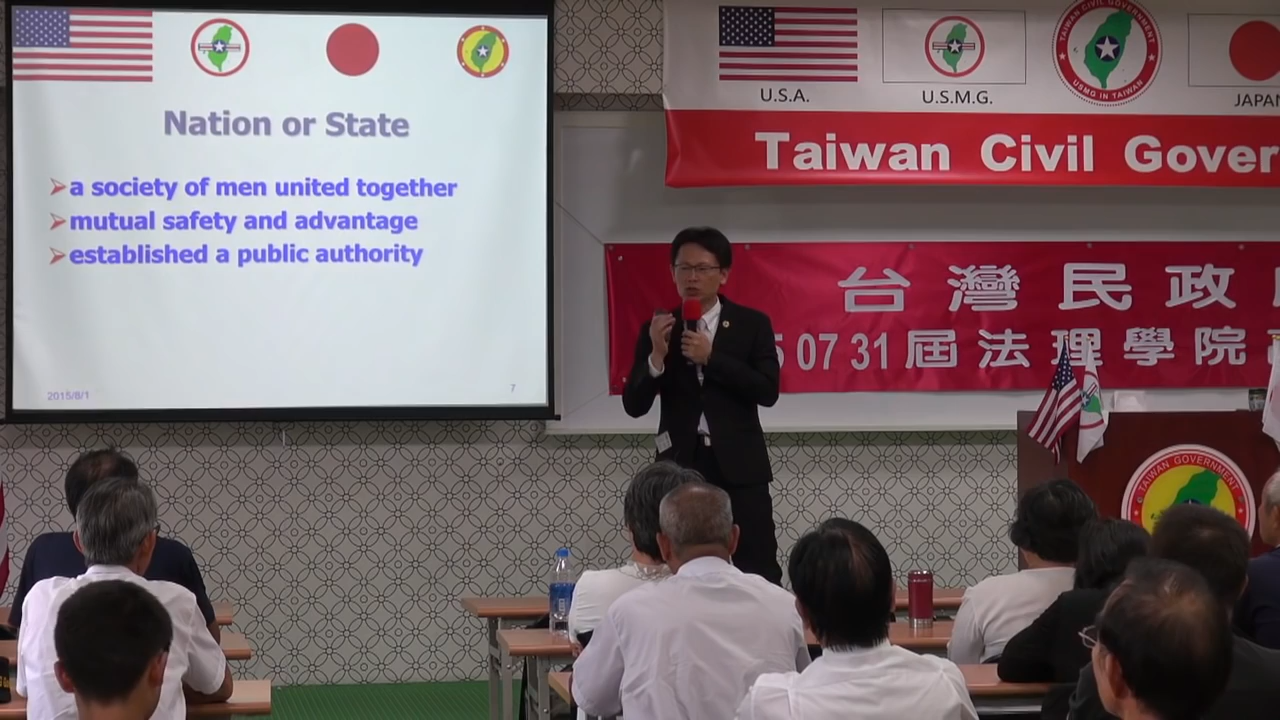 Nation or State
a society of men united together
mutual safety and advantage
established a public authority
2015/8/1
7
U.S.A.
U.S.M.G.
TAIWAN CIVIL GOVERNMENT
USMG IN TAIWAN
JAPAN
Taiwan Civil Gover
台灣民政
5 07 31 屆 法 理 學 院
TAIWAN GOVERNMENT